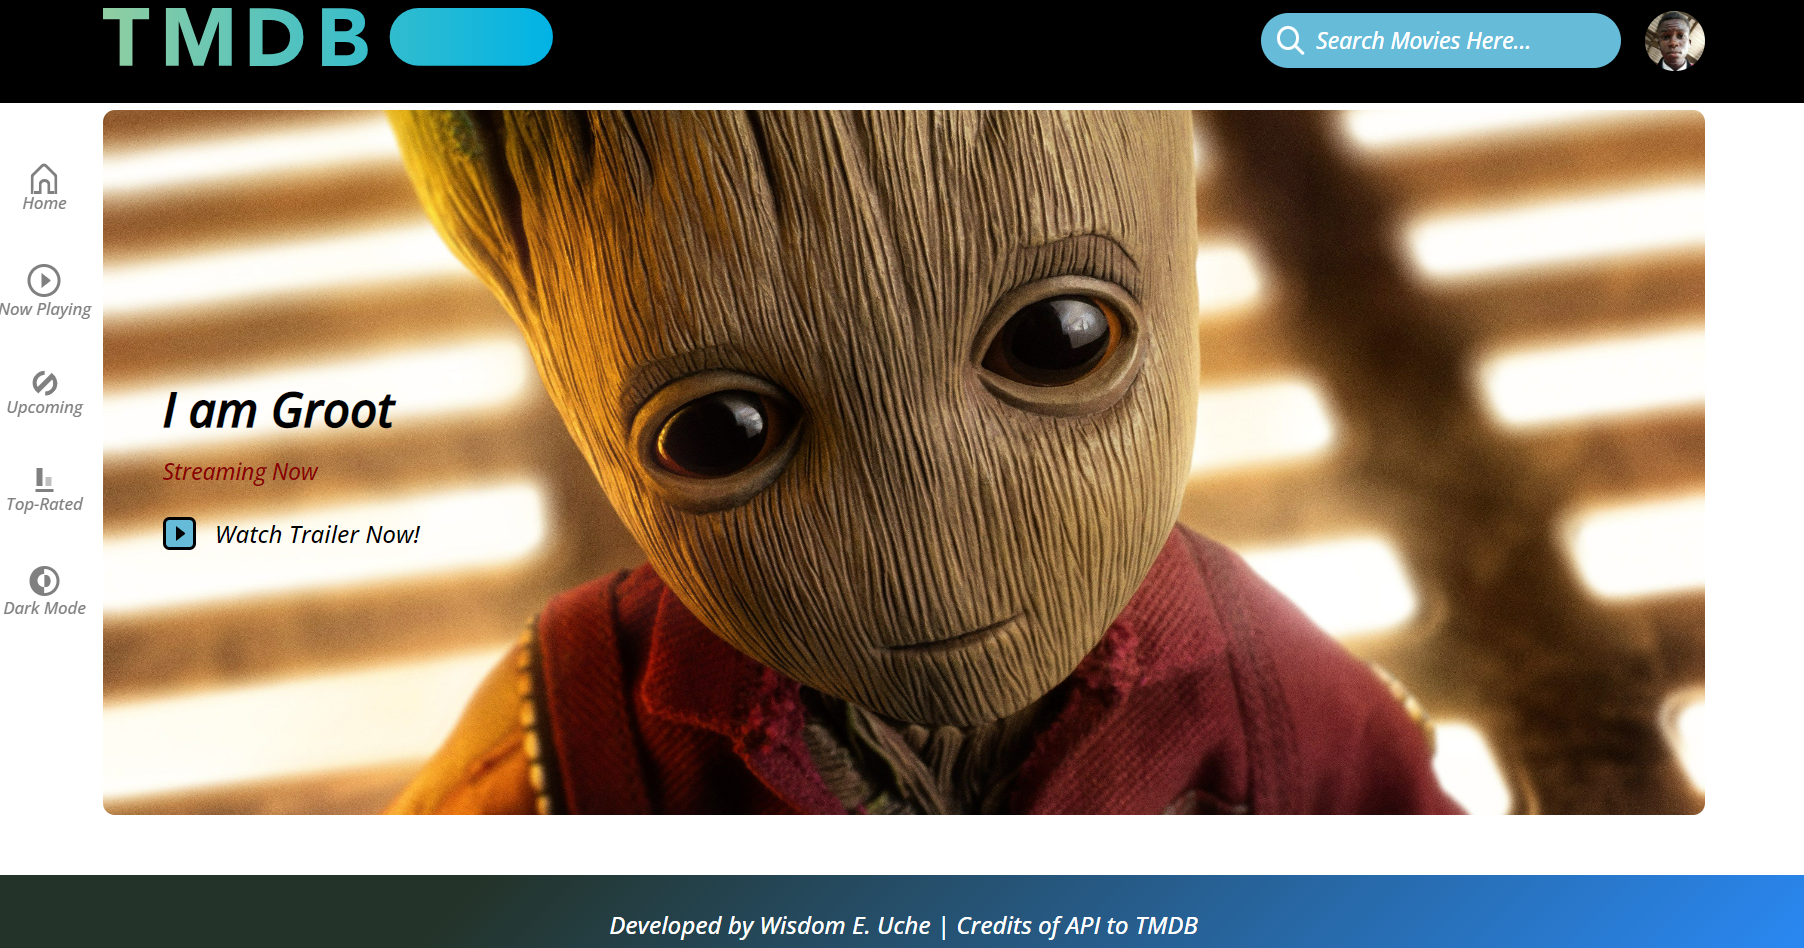 TMDB
Search Movies Here...
Home
Now Playing
Upcoming
Top-Rated
Dark Mode
I am Groot
Streaming Now
Watch Trailer Now!
Developed by Wisdom E. Uche | Credits of API to TMDB